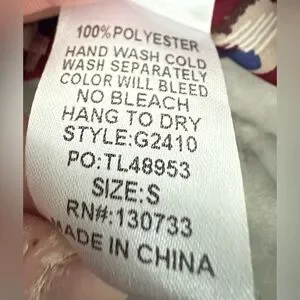 100%POLYESTER
HAND WASH COLD
WASH SEPARATELY
COLOR WILL BLEED
NO BLEACH
HANG TO DRY
STYLE:G2410
PO:TL48953
SIZE:S
RN#:130733
MADE IN CHINA